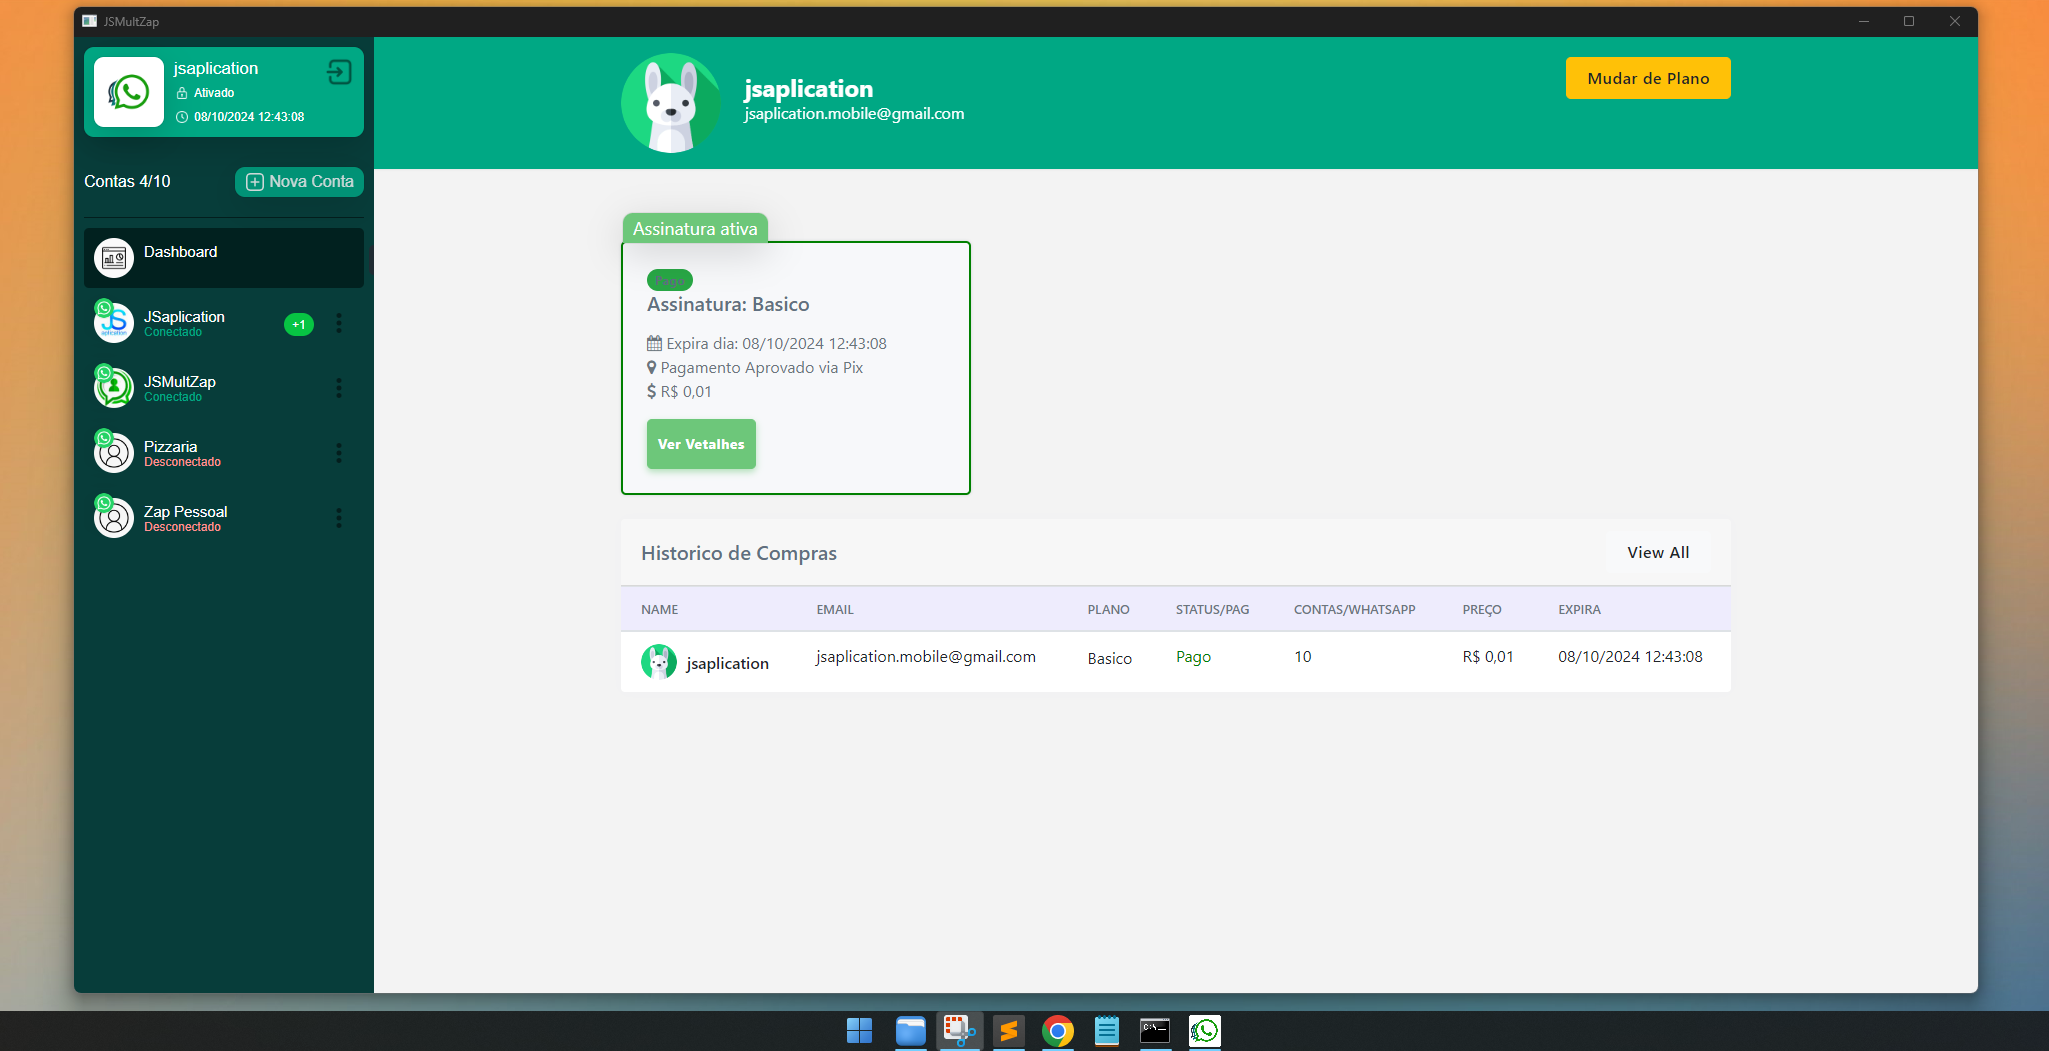 JSMultZap
jsaplication
Ativado
08/10/2024 12:43:08
Contas 4/10
Nova Conta
Dashboard
JSaplication
Conectado
+1
JSMultZap
Conectado
Pizzaria
Desconectado
Zap Pessoal
Desconectado
jsaplication
jsaplication.mobile@gmail.com
Mudar de Plano
Assinatura ativa
Pago
Assinatura: Basico
Expira dia: 08/10/2024 12:43:08
Pagamento Aprovado via Pix
R$ 0,01
Ver Vetalhes
Historico de Compras
View All
NAME EMAIL PLANO STATUS/PAG CONTAS/WHATSAPP PREÇO EXPIRA
jsaplication jsaplication.mobile@gmail.com Basico Pago 10 R$ 0,01 08/10/2024 12:43:08